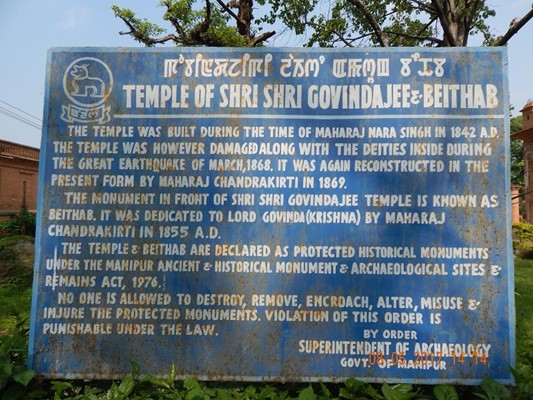 TEMPLE OF SHRI SHRI GOVINDAJEE & BEITHAB
THE TEMPLE WAS BUILT DURING THE TIME OF MAHARAJ NARA SINGH IN 1842 A.D.
THE TEMPLE WAS HOWEVER DAMAGED ALONG WITH THE DEITIES INSIDE DURING
THE GREAT EARTHQUAKE OF MARCH,1868. IT WAS AGAIN RECONSTRUCTED IN THE
PRESENT FORM BY MAHARAJ CHANDRAKIRTI IN 1869.
THE MONUMENT IN FRONT OF SHRI SHRI GOVINDAJEE TEMPLE IS KNOWN AS
BEITHAB. IT WAS DEDICATED TO LORD GOVINDA(KRISHNA) BY MAHARAJ
CHANDRAKIRTI IN 1855 A.D.
THE TEMPLE & BEITHAB ARE DECLARED AS PROTECTED HISTORICAL MONUMENTS
UNDER THE MANIPUR ANCIENT & HISTORICAL MONUMENT & ARCHAEOLOGICAL SITES &
REMAINS ACT, 1976.
NO ONE IS ALLOWED TO DESTROY, REMOVE, ENCROACH, ALTER, MISUSE &
INJURE THE PROTECTED MONUMENTS. VIOLATION OF THIS ORDER IS
PUNISHABLE UNDER THE LAW.
BY ORDER
SUPERINTENDENT OF ARCHAEOLOGY
GOVT. OF MANIPUR